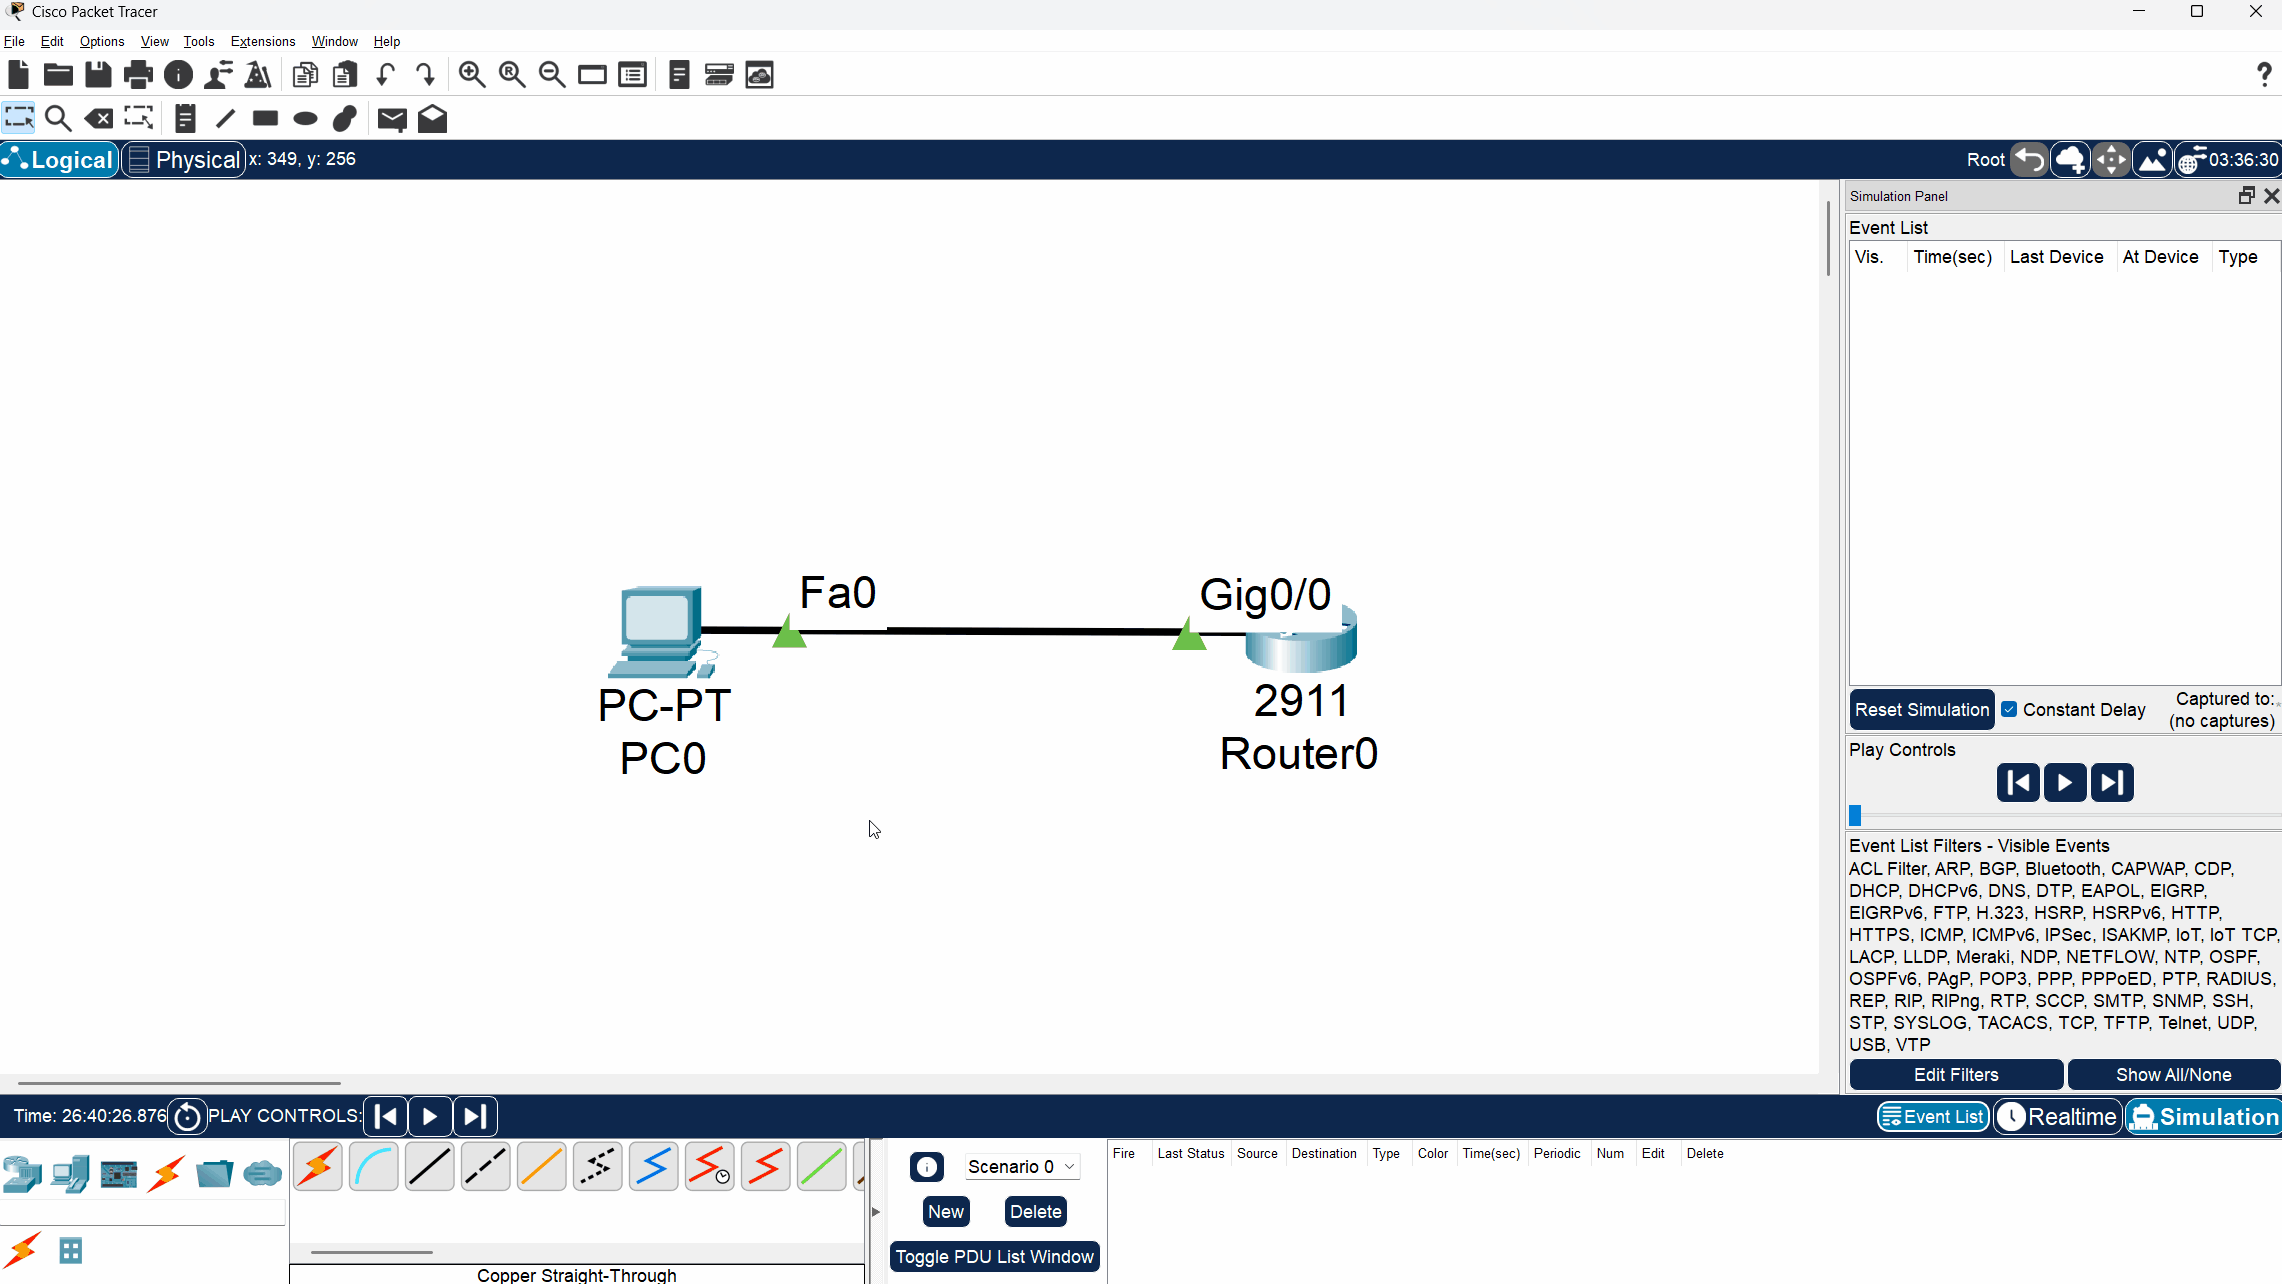 Cisco Packet Tracer
File Edit Options View Tools Extensions Window Help
Logical Physical x: 349, y: 256 Root 03:36:30
Simulation Panel
Event List
Vis. Time(sec) Last Device At Device Type
Fa0
Gig0/0
PC-PT
PC0
2911
Router0
Reset Simulation Constant Delay Captured to:
(no captures)
Play Controls
Event List Filters - Visible Events
ACL Filter, ARP, BGP, Bluetooth, CAPWAP, CDP,
DHCP, DHCPv6, DNS, DTP, EAPOL, EIGRP,
EIGRPv6, FTP, H.323, HSRP, HSRPv6, HTTP,
HTTPS, ICMP, ICMPv6, IPSec, ISAKMP, IoT, IoT TCP,
LACP, LLDP, Meraki, NDP, NETFLOW, NTP, OSPF,
OSPFv6, PAgP, POP3, PPP, PPPoED, PTP, RADIUS,
REP, RIP, RIPng, RTP, SCCP, SMTP, SNMP, SSH,
STP, SYSLOG, TACACS, TCP, TFTP, Telnet, UDP,
USB, VTP
Edit Filters Show All/None
Time: 26:40:26.876 PLAY CONTROLS: Event List Realtime Simulation
Scenario 0
New Delete
Toggle PDU List Window
Fire Last Status Source Destination Type Color Time(sec) Periodic Num Edit Delete
Copper Straight-Through